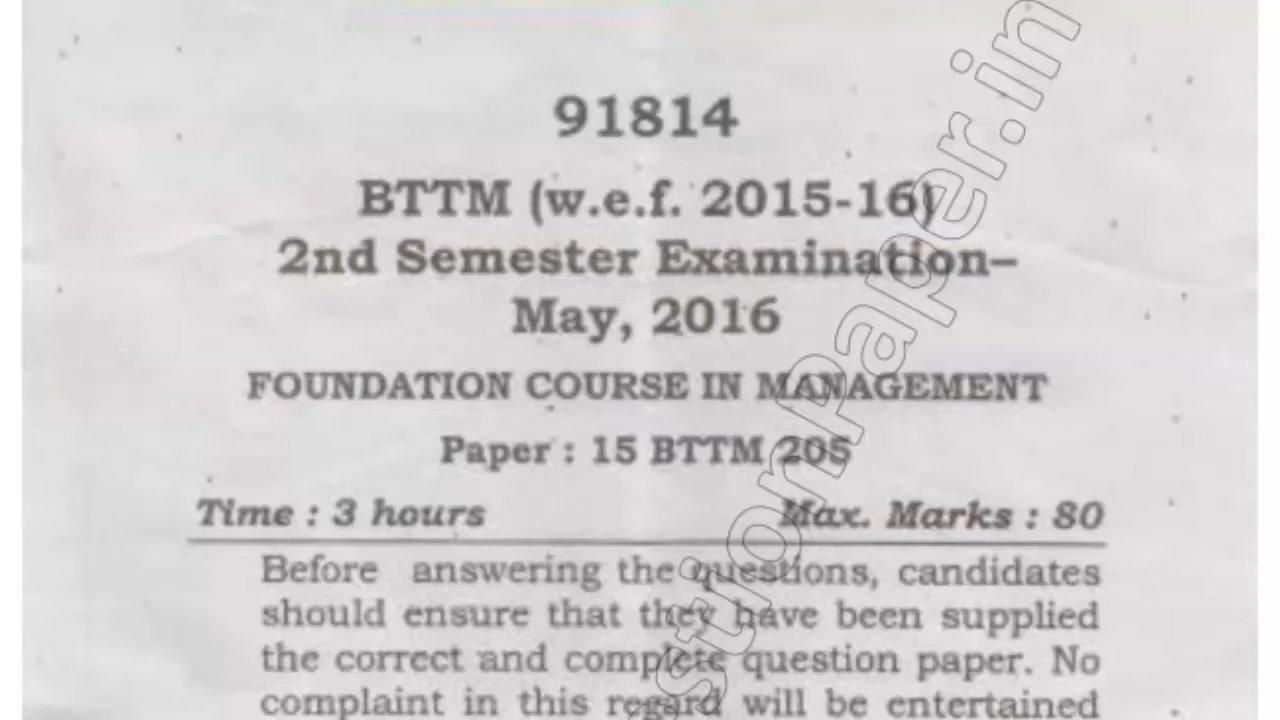 91814
BTTM (w.e.f. 2015-16)
2nd Semester Examination–
May, 2016
FOUNDATION COURSE IN MANAGEMENT
Paper : 15 BTTM 205
Time : 3 hours Max. Marks : 80
Before answering the questions, candidates
should ensure that they have been supplied
the correct and complete question paper. No
complaint in this regard will be entertained
stionPaper.in